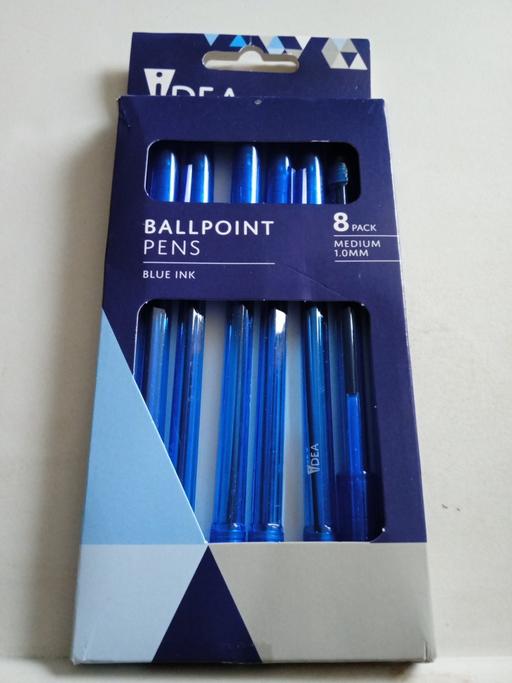 iDEA
BALLPOINT
PENS
BLUE INK
8 PACK
MEDIUM
1.0MM
iDEA